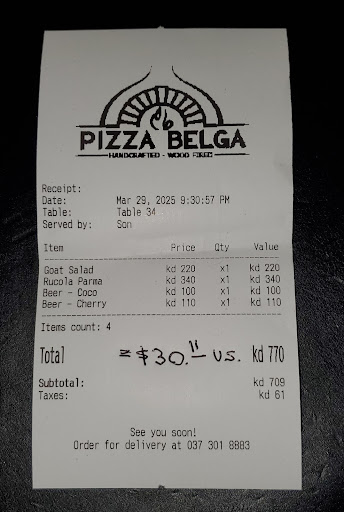 PIZZA BELGA
HANDCRAFTED - WOOD FIRED
Receipt:
Date: Mar 29, 2025 9:30:57 PM
Table: Table 34
Served by: Son
Item Price Qty Value
Goat Salad kd 220 x1 kd 220
Rucola Parma kd 340 x1 kd 340
Beer - Coco kd 100 x1 kd 100
Beer - Cherry kd 110 x1 kd 110
Items count: 4
Total = $30.11 U.S. kd 770
Subtotal: kd 709
Taxes: kd 61
See you soon!
Order for delivery at 037 301 8883